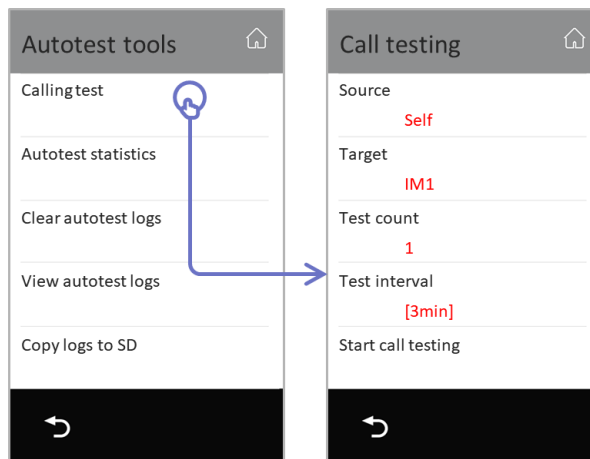 Autotest tools
Calling test
Autotest statistics
Clear autotest logs
View autotest logs
Copy logs to SD
Call testing
Source
Self
Target
IM1
Test count
1
Test interval
[3min]
Start call testing